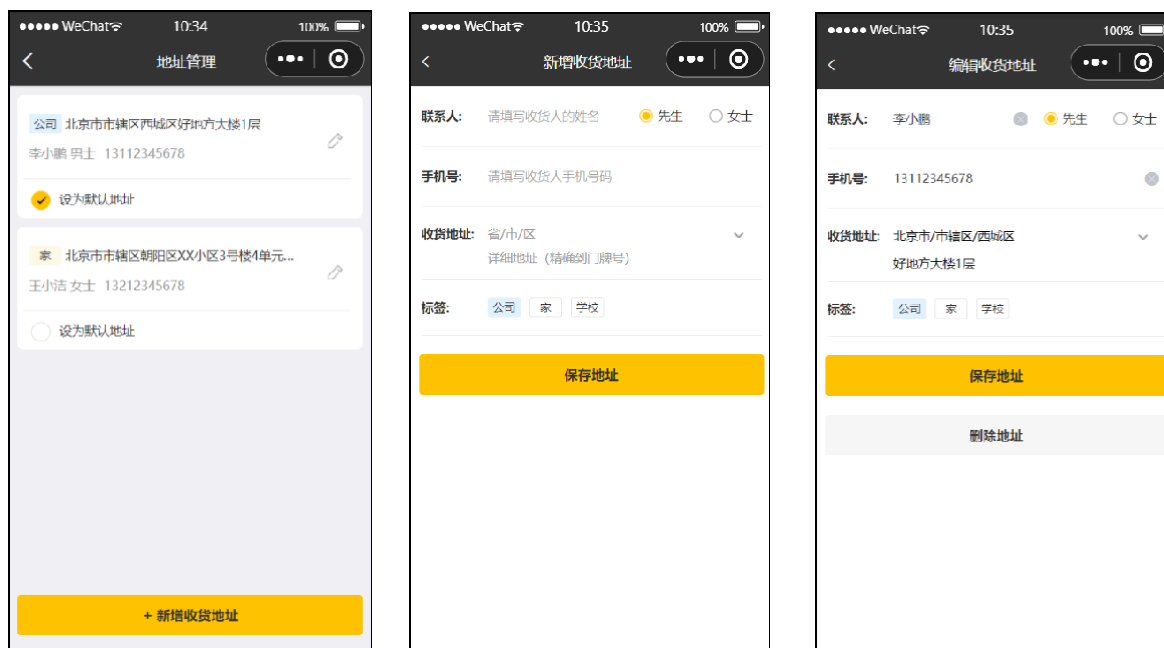 WeChat 10:34 100%
地址管理
公司 北京市市辖区西城区好地方大楼1层
李小鹏 男士 13112345678
设为默认地址
家 北京市市辖区朝阳区XX小区3号楼4单元...
王小洁 女士 13212345678
设为默认地址
+ 新增收货地址
WeChat 10:35 100%
新增收货地址
联系人: 请填写收货人的姓名 先生 女士
手机号: 请填写收货人手机号码
收货地址: 省/市/区
详细地址（精确到门牌号）
标签: 公司 家 学校
保存地址
WeChat 10:35 100%
编辑收货地址
联系人: 李小鹏 先生 女士
手机号: 13112345678
收货地址: 北京市/市辖区/西城区
好地方大楼1层
标签: 公司 家 学校
保存地址
删除地址